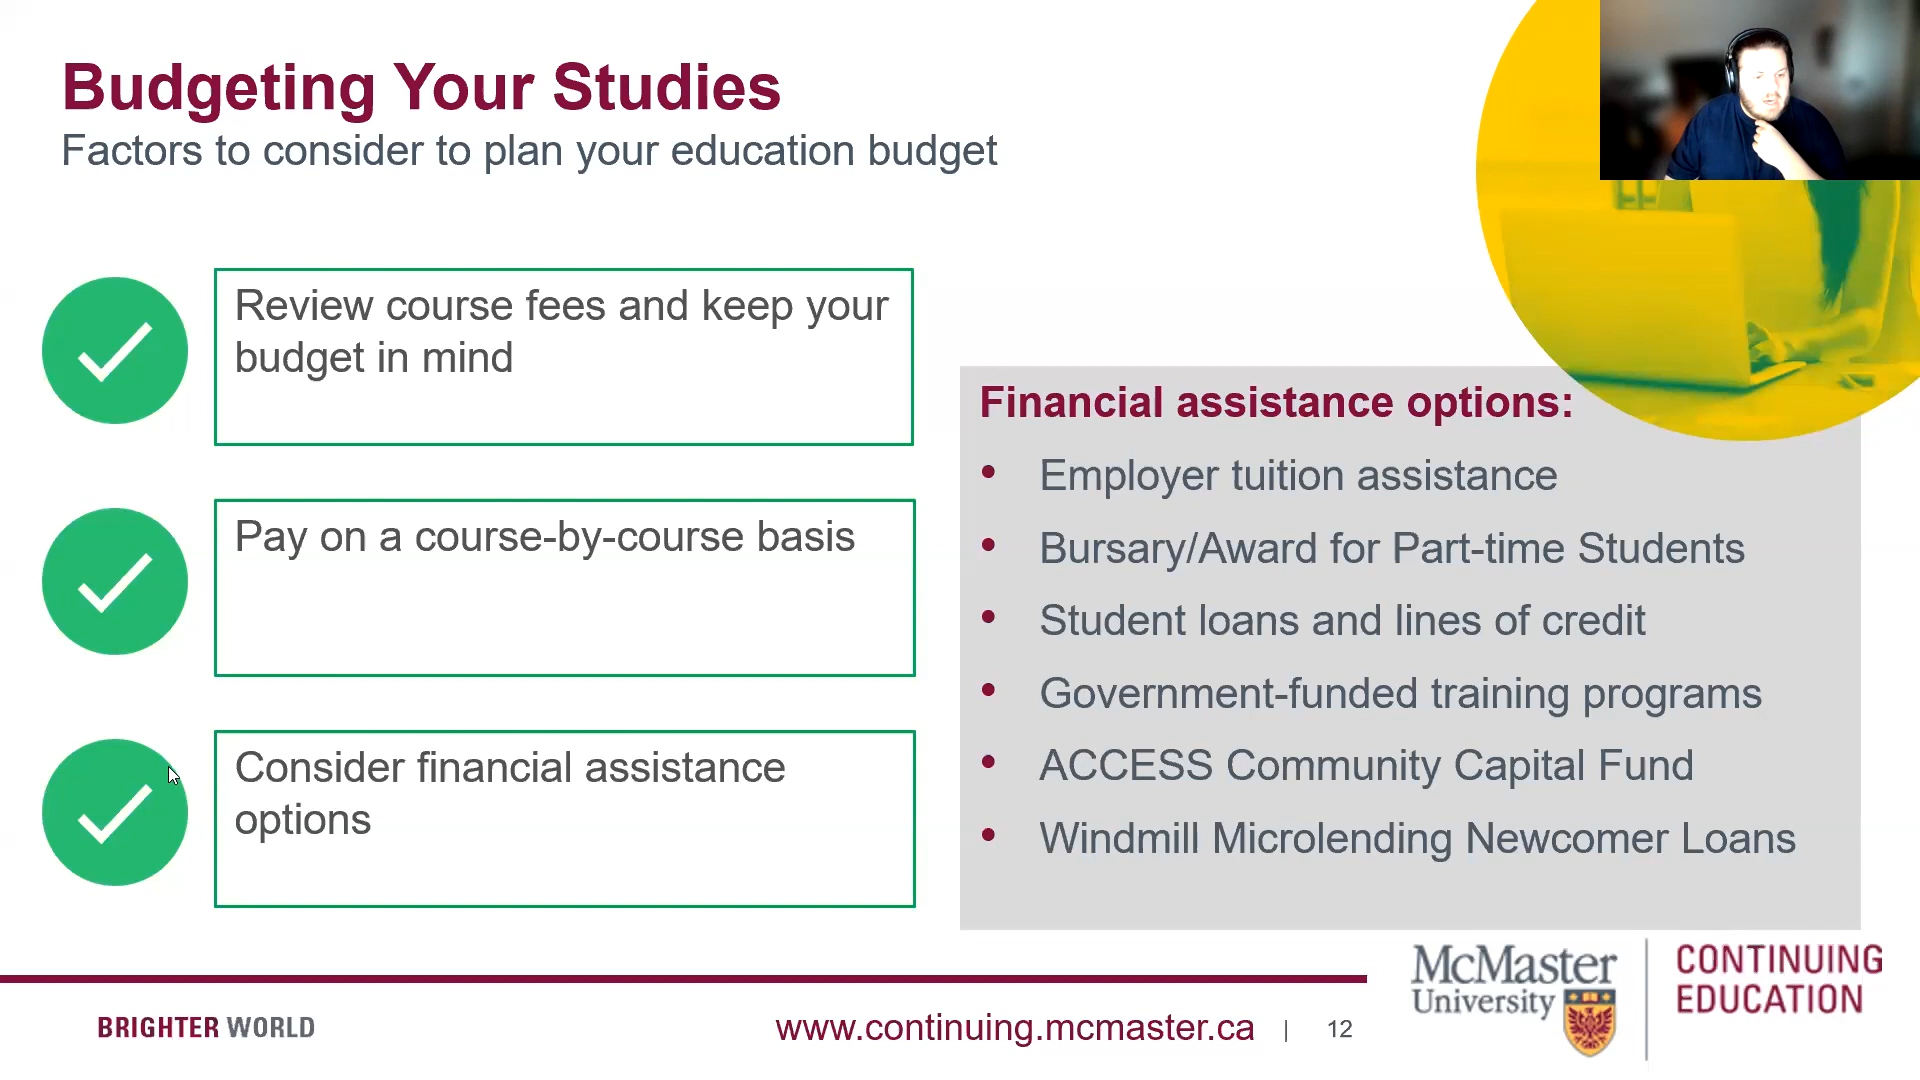 Budgeting Your Studies
Factors to consider to plan your education budget
Review course fees and keep your
budget in mind
Pay on a course-by-course basis
Consider financial assistance
options
Financial assistance options:
• Employer tuition assistance
• Bursary/Award for Part-time Students
• Student loans and lines of credit
• Government-funded training programs
• ACCESS Community Capital Fund
• Windmill Microlending Newcomer Loans
BRIGHTER WORLD
www.continuing.mcmaster.ca | 12
McMaster
University
CONTINUING
EDUCATION